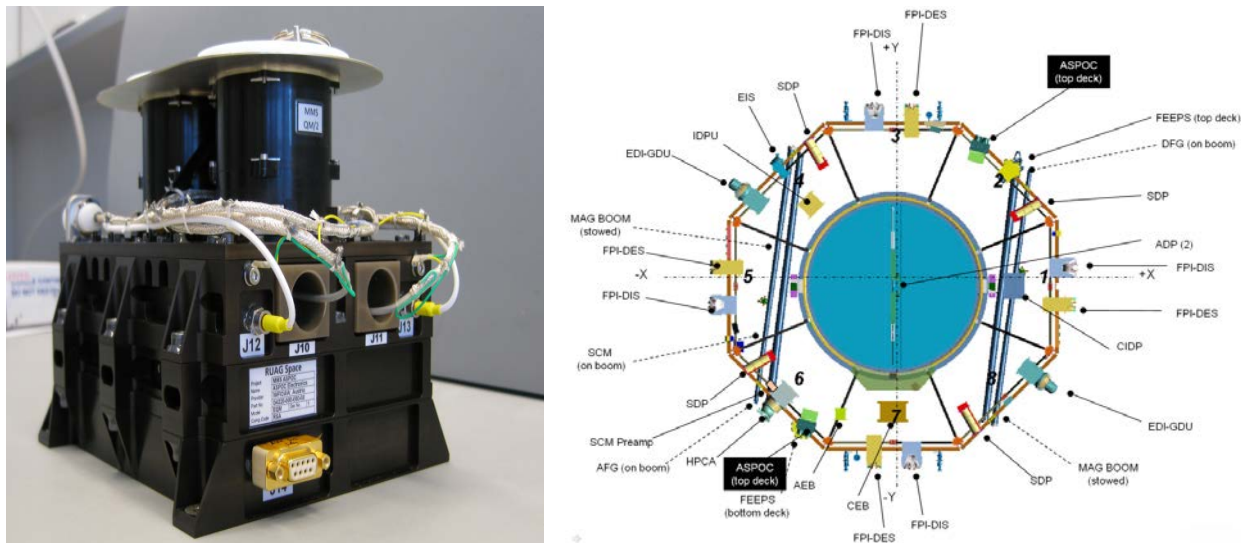 MMS
QM/2
J12
J10
J11
J13
RUAG Space
MMS ASPOC
ASPOC Electronics
J14
FPI-DES
FPI-DIS
+Y
ASPOC
(top deck)
SDP
EIS
IDPU
EDI-GDU
FEEPS (top deck)
DFG (on boom)
3
4
2
SDP
MAG BOOM
(stowed)
ADP (2)
FPI-DES
-X
5
1
+X
FPI-DIS
FPI-DIS
FPI-DES
SCM
(on boom)
CIDP
6
8
7
SDP
EDI-GDU
SCM Preamp
AFG (on boom)
HPCA
ASPOC
(top deck)
FEEPS
(bottom deck)
AEB
CEB
-Y
SDP
MAG BOOM
(stowed)
FPI-DES
FPI-DIS